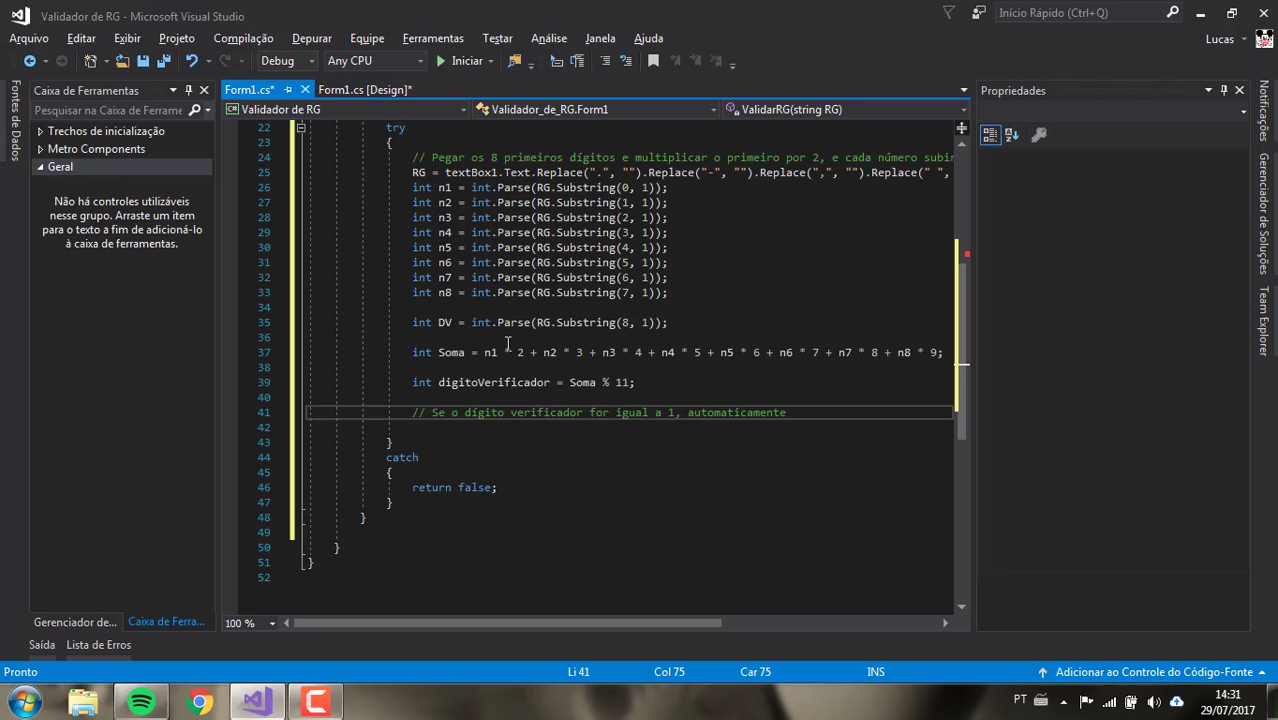 Validador de RG - Microsoft Visual Studio
Início Rápido (Ctrl+Q)
Arquivo Editar Exibir Projeto Compilação Depurar Equipe Ferramentas Testar Análise Janela Ajuda
Lucas
Debug Any CPU Iniciar
Fontes de Dados
Caixa de Ferramentas
Pesquisar na Caixa de Ferrame
Trechos de inicialização
Metro Components
Geral
Não há controles utilizáveis
nesse grupo. Arraste um item
para o texto a fim de adicioná-lo
à caixa de ferramentas.
Gerenciador de... Caixa de Ferra...
Form1.cs* Form1.cs [Design]*
Validador de RG Validador_de_RG.Form1 ValidarRG(string RG)
22 try
23 {
24 // Pegar os 8 primeiros dígitos e multiplicar o primeiro por 2, e cada número subir
25 RG = textBox1.Text.Replace(".", "").Replace("-", "").Replace(",", "").Replace(" ",
26 int n1 = int.Parse(RG.Substring(0, 1));
27 int n2 = int.Parse(RG.Substring(1, 1));
28 int n3 = int.Parse(RG.Substring(2, 1));
29 int n4 = int.Parse(RG.Substring(3, 1));
30 int n5 = int.Parse(RG.Substring(4, 1));
31 int n6 = int.Parse(RG.Substring(5, 1));
32 int n7 = int.Parse(RG.Substring(6, 1));
33 int n8 = int.Parse(RG.Substring(7, 1));
34
35 int DV = int.Parse(RG.Substring(8, 1));
36
37 int Soma = n1 * 2 + n2 * 3 + n3 * 4 + n4 * 5 + n5 * 6 + n6 * 7 + n7 * 8 + n8 * 9;
38
39 int digitoVerificador = Soma % 11;
40
41 // Se o dígito verificador for igual a 1, automaticamente
42
43 }
44 catch
45 {
46 return false;
47 }
48 }
49
50 }
51 }
52
100 %
Propriedades
Notificações
Gerenciador de Servidores
Team Explorer
Saída Lista de Erros
Pronto Li 41 Col 75 Car 75 INS Adicionar ao Controle do Código-Fonte
PT
14:31
29/07/2017